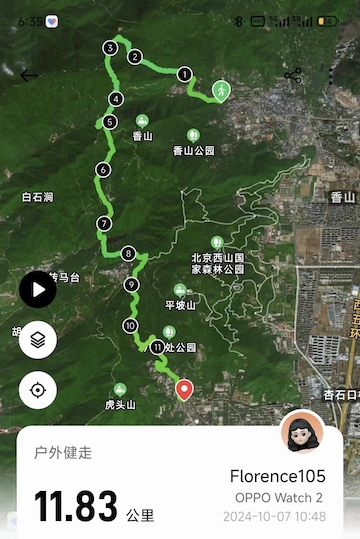 6:35
3
2
1
4
5
香山
香山公园
6
白石涧
香山
7
8
北京西山国
家森林公园
转马台
9
平坡山
西五环
10
11
处公园
杏石口
虎头山
户外健走
Florence105
11.83 公里
OPPO Watch 2
2024-10-07 10:48